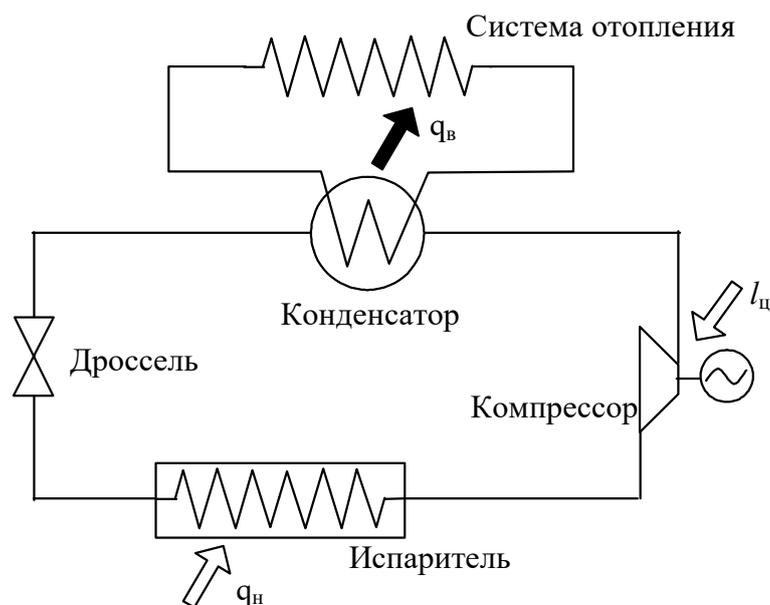 Система отопления
qв
lц
Конденсатор
Дроссель
Компрессор
Испаритель
qн